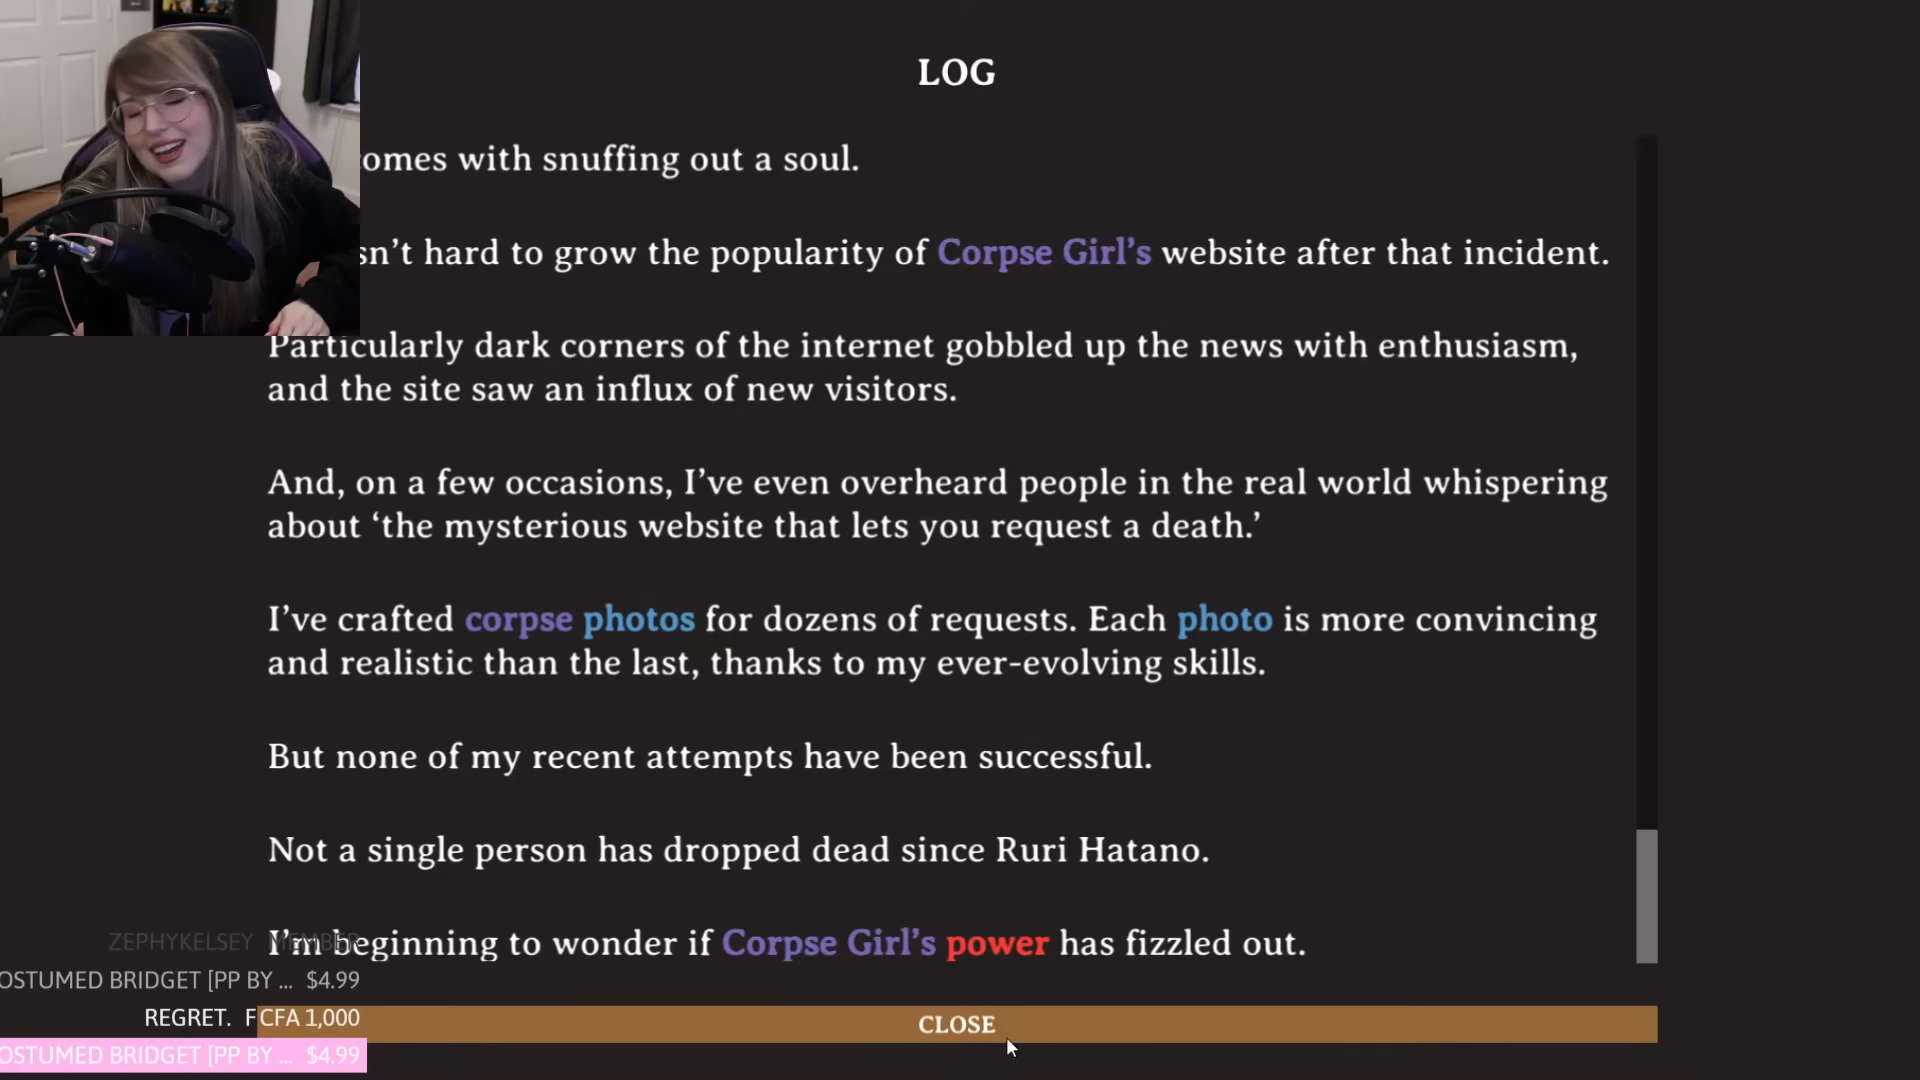 LOG
omes with snuffing out a soul.
sn't hard to grow the popularity of Corpse Girl's website after that incident.
Particularly dark corners of the internet gobbled up the news with enthusiasm,
and the site saw an influx of new visitors.
And, on a few occasions, I've even overheard people in the real world whispering
about ‘the mysterious website that lets you request a death.’
I've crafted corpse photos for dozens of requests. Each photo is more convincing
and realistic than the last, thanks to my ever-evolving skills.
But none of my recent attempts have been successful.
Not a single person has dropped dead since Ruri Hatano.
I'm beginning to wonder if Corpse Girl's power has fizzled out.
ZEPHYKELSEY MEMBER
OSTUMED BRIDGET [PP BY ... $4.99
REGRET. FCFA 1,000
OSTUMED BRIDGET [PP BY ... $4.99
CLOSE